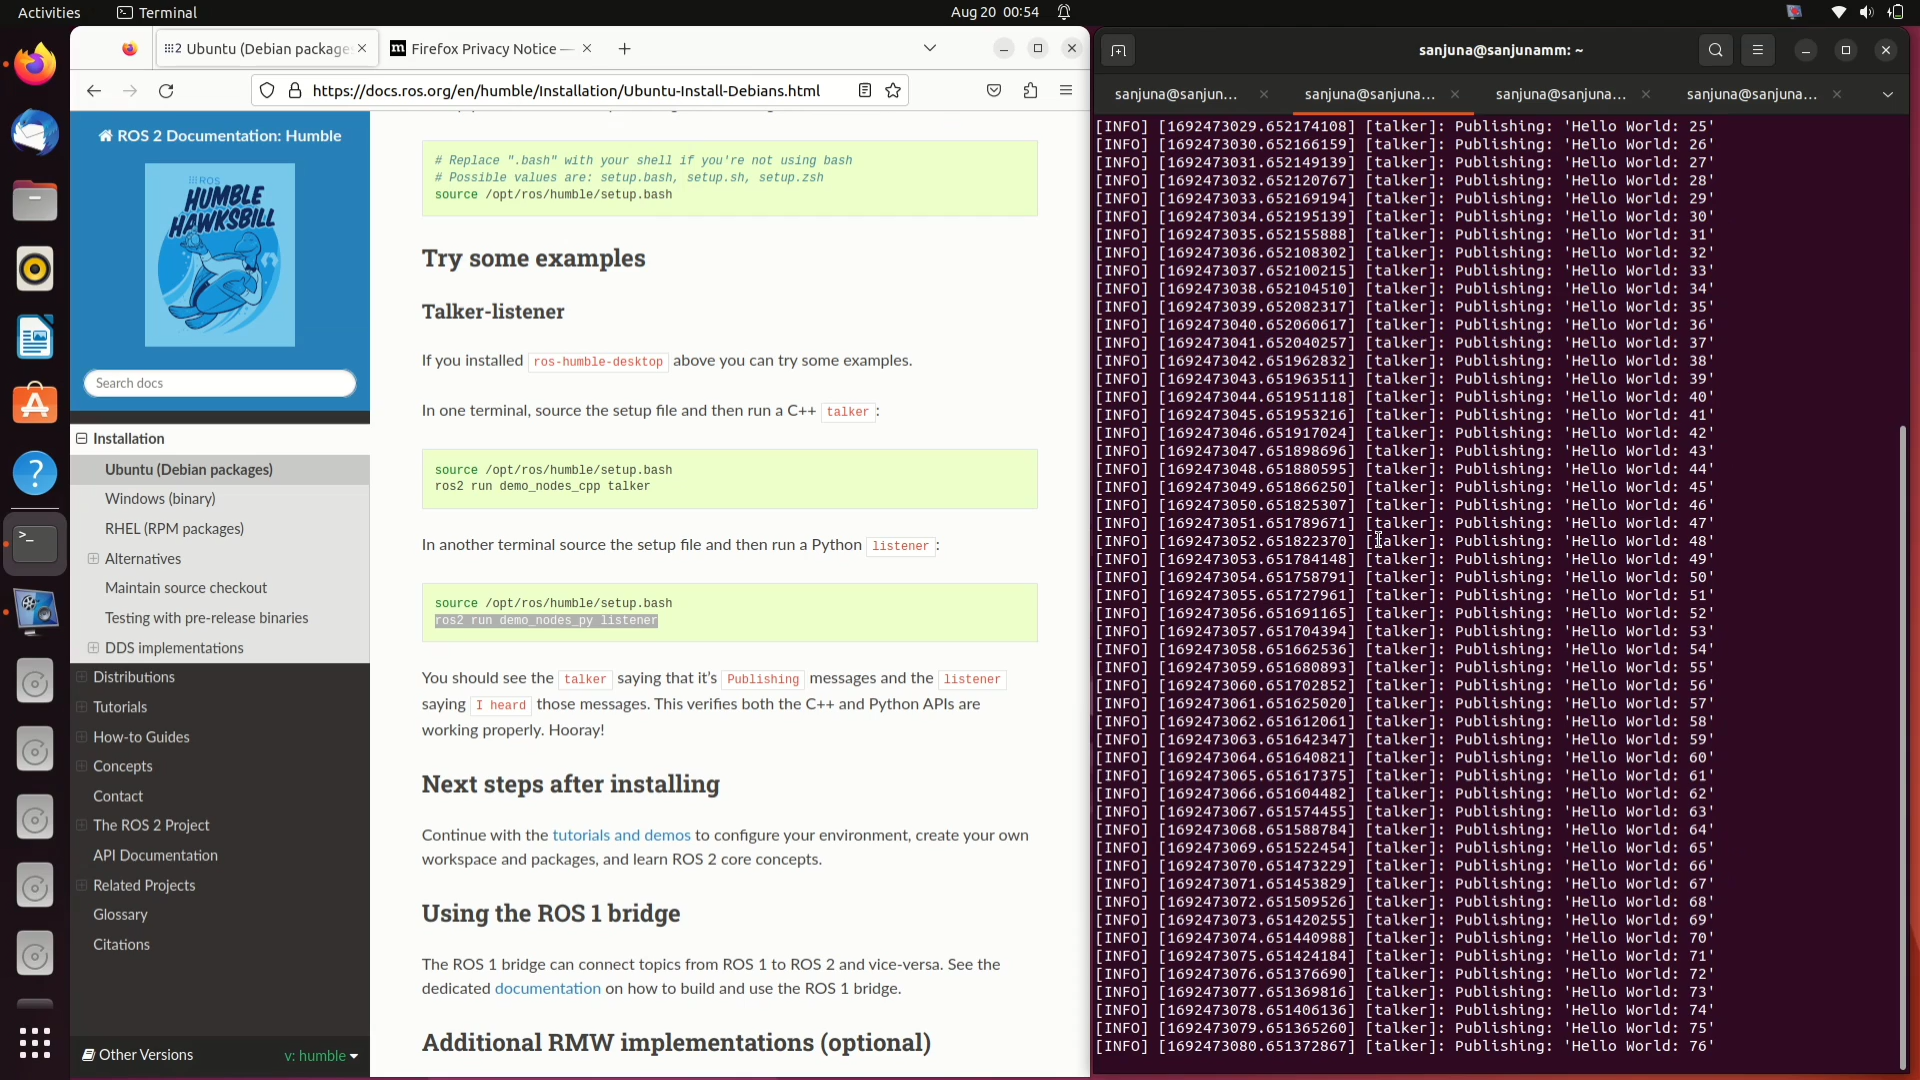 Activities
Terminal
Aug 20 00:54
Ubuntu (Debian package
Firefox Privacy Notice —
https://docs.ros.org/en/humble/Installation/Ubuntu-Install-Debians.html
ROS 2 Documentation: Humble
ROS
HUMBLE
HAWKSBILL
Search docs
Installation
Ubuntu (Debian packages)
Windows (binary)
RHEL (RPM packages)
Alternatives
Maintain source checkout
Testing with pre-release binaries
DDS implementations
Distributions
Tutorials
How-to Guides
Concepts
Contact
The ROS 2 Project
API Documentation
Related Projects
Glossary
Citations
Other Versions
v: humble
# Replace ".bash" with your shell if you're not using bash
# Possible values are: setup.bash, setup.sh, setup.zsh
source /opt/ros/humble/setup.bash
Try some examples
Talker-listener
If you installed ros-humble-desktop above you can try some examples.
In one terminal, source the setup file and then run a C++ talker :
source /opt/ros/humble/setup.bash
ros2 run demo_nodes_cpp talker
In another terminal source the setup file and then run a Python listener :
source /opt/ros/humble/setup.bash
ros2 run demo_nodes_py listener
You should see the talker saying that it's Publishing messages and the listener
saying I heard those messages. This verifies both the C++ and Python APIs are
working properly. Hooray!
Next steps after installing
Continue with the tutorials and demos to configure your environment, create your own
workspace and packages, and learn ROS 2 core concepts.
Using the ROS 1 bridge
The ROS 1 bridge can connect topics from ROS 1 to ROS 2 and vice-versa. See the
dedicated documentation on how to build and use the ROS 1 bridge.
Additional RMW implementations (optional)
sanjuna@sanjunamm: ~
sanjuna@sanjun...
sanjuna@sanjuna...
sanjuna@sanjuna...
sanjuna@sanjuna...
[INFO] [1692473029.652174108] [talker]: Publishing: 'Hello World: 25'
[INFO] [1692473030.652166159] [talker]: Publishing: 'Hello World: 26'
[INFO] [1692473031.652149139] [talker]: Publishing: 'Hello World: 27'
[INFO] [1692473032.652120767] [talker]: Publishing: 'Hello World: 28'
[INFO] [1692473033.652169194] [talker]: Publishing: 'Hello World: 29'
[INFO] [1692473034.652195139] [talker]: Publishing: 'Hello World: 30'
[INFO] [1692473035.652155888] [talker]: Publishing: 'Hello World: 31'
[INFO] [1692473036.652108302] [talker]: Publishing: 'Hello World: 32'
[INFO] [1692473037.652100215] [talker]: Publishing: 'Hello World: 33'
[INFO] [1692473038.652104510] [talker]: Publishing: 'Hello World: 34'
[INFO] [1692473039.652082317] [talker]: Publishing: 'Hello World: 35'
[INFO] [1692473040.652060617] [talker]: Publishing: 'Hello World: 36'
[INFO] [1692473041.652040257] [talker]: Publishing: 'Hello World: 37'
[INFO] [1692473042.651962832] [talker]: Publishing: 'Hello World: 38'
[INFO] [1692473043.651963511] [talker]: Publishing: 'Hello World: 39'
[INFO] [1692473044.651951118] [talker]: Publishing: 'Hello World: 40'
[INFO] [1692473045.651953216] [talker]: Publishing: 'Hello World: 41'
[INFO] [1692473046.651917024] [talker]: Publishing: 'Hello World: 42'
[INFO] [1692473047.651898696] [talker]: Publishing: 'Hello World: 43'
[INFO] [1692473048.651880595] [talker]: Publishing: 'Hello World: 44'
[INFO] [1692473049.651866250] [talker]: Publishing: 'Hello World: 45'
[INFO] [1692473050.651825307] [talker]: Publishing: 'Hello World: 46'
[INFO] [1692473051.651789671] [talker]: Publishing: 'Hello World: 47'
[INFO] [1692473052.651822370] [talker]: Publishing: 'Hello World: 48'
[INFO] [1692473053.651784148] [talker]: Publishing: 'Hello World: 49'
[INFO] [1692473054.651758791] [talker]: Publishing: 'Hello World: 50'
[INFO] [1692473055.651727961] [talker]: Publishing: 'Hello World: 51'
[INFO] [1692473056.651691165] [talker]: Publishing: 'Hello World: 52'
[INFO] [1692473057.651704394] [talker]: Publishing: 'Hello World: 53'
[INFO] [1692473058.651662536] [talker]: Publishing: 'Hello World: 54'
[INFO] [1692473059.651680893] [talker]: Publishing: 'Hello World: 55'
[INFO] [1692473060.651702852] [talker]: Publishing: 'Hello World: 56'
[INFO] [1692473061.651625020] [talker]: Publishing: 'Hello World: 57'
[INFO] [1692473062.651612061] [talker]: Publishing: 'Hello World: 58'
[INFO] [1692473063.651642347] [talker]: Publishing: 'Hello World: 59'
[INFO] [1692473064.651640821] [talker]: Publishing: 'Hello World: 60'
[INFO] [1692473065.651617375] [talker]: Publishing: 'Hello World: 61'
[INFO] [1692473066.651604482] [talker]: Publishing: 'Hello World: 62'
[INFO] [1692473067.651574455] [talker]: Publishing: 'Hello World: 63'
[INFO] [1692473068.651588784] [talker]: Publishing: 'Hello World: 64'
[INFO] [1692473069.651522454] [talker]: Publishing: 'Hello World: 65'
[INFO] [1692473070.651473229] [talker]: Publishing: 'Hello World: 66'
[INFO] [1692473071.651453829] [talker]: Publishing: 'Hello World: 67'
[INFO] [1692473072.651509526] [talker]: Publishing: 'Hello World: 68'
[INFO] [1692473073.651420255] [talker]: Publishing: 'Hello World: 69'
[INFO] [1692473074.651440988] [talker]: Publishing: 'Hello World: 70'
[INFO] [1692473075.651424184] [talker]: Publishing: 'Hello World: 71'
[INFO] [1692473076.651376690] [talker]: Publishing: 'Hello World: 72'
[INFO] [1692473077.651369816] [talker]: Publishing: 'Hello World: 73'
[INFO] [1692473078.651406136] [talker]: Publishing: 'Hello World: 74'
[INFO] [1692473079.651365260] [talker]: Publishing: 'Hello World: 75'
[INFO] [1692473080.651372867] [talker]: Publishing: 'Hello World: 76'